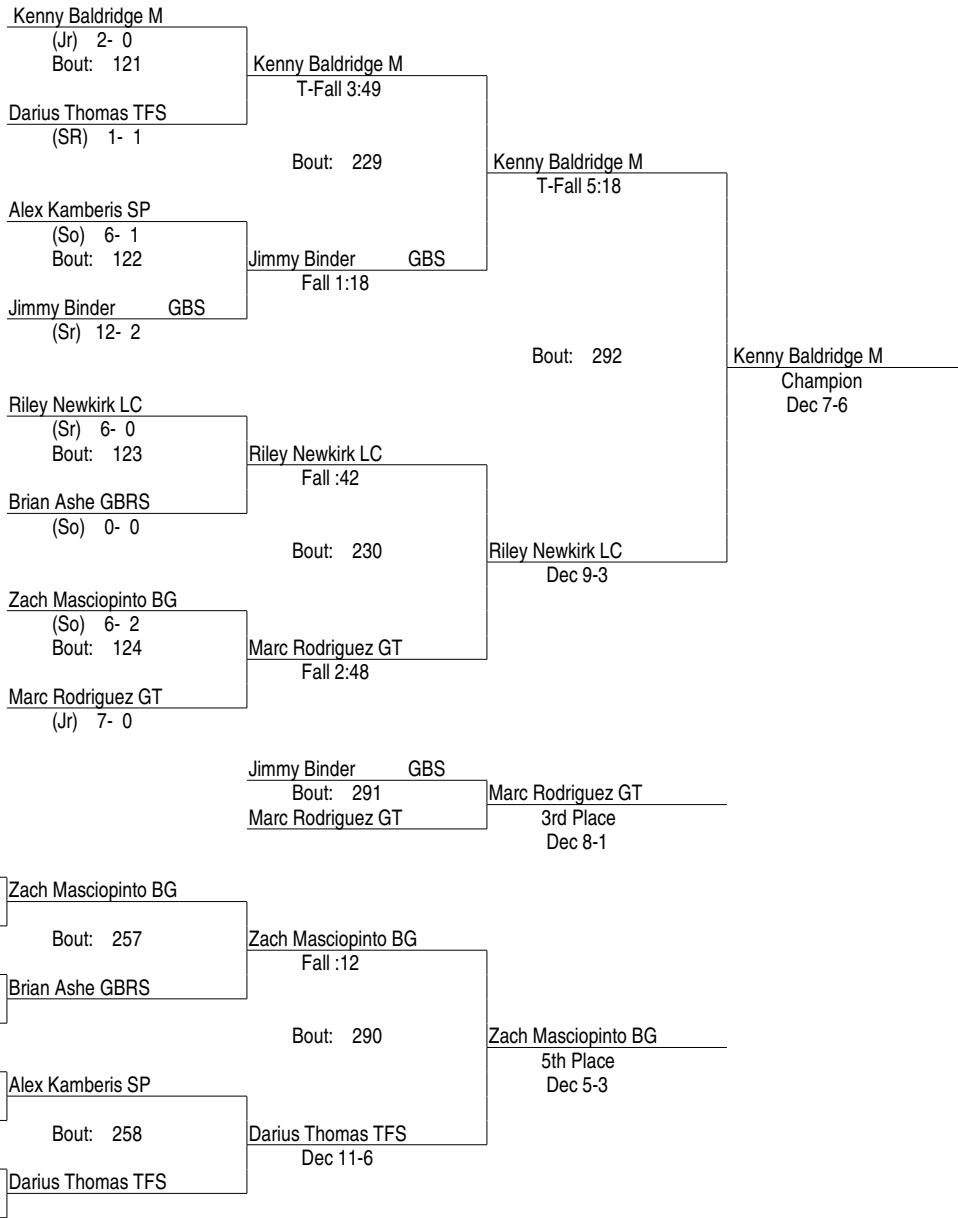 Kenny Baldridge M
(Jr) 2- 0
Bout: 121
Kenny Baldridge M
T-Fall 3:49
Darius Thomas TFS
(SR) 1- 1
Bout: 229
Kenny Baldridge M
T-Fall 5:18
Alex Kamberis SP
(So) 6- 1
Bout: 122
Jimmy Binder GBS
Fall 1:18
Jimmy Binder GBS
(Sr) 12- 2
Bout: 292
Kenny Baldridge M
Champion
Dec 7-6
Riley Newkirk LC
(Sr) 6- 0
Bout: 123
Riley Newkirk LC
Fall :42
Brian Ashe GBRS
(So) 0- 0
Bout: 230
Riley Newkirk LC
Dec 9-3
Zach Masciopinto BG
(So) 6- 2
Bout: 124
Marc Rodriguez GT
Fall 2:48
Marc Rodriguez GT
(Jr) 7- 0
Jimmy Binder GBS
Bout: 291
Marc Rodriguez GT
Marc Rodriguez GT
3rd Place
Dec 8-1
Zach Masciopinto BG
Bout: 257
Zach Masciopinto BG
Fall :12
Brian Ashe GBRS
Bout: 290
Zach Masciopinto BG
5th Place
Dec 5-3
Alex Kamberis SP
Bout: 258
Darius Thomas TFS
Dec 11-6
Darius Thomas TFS